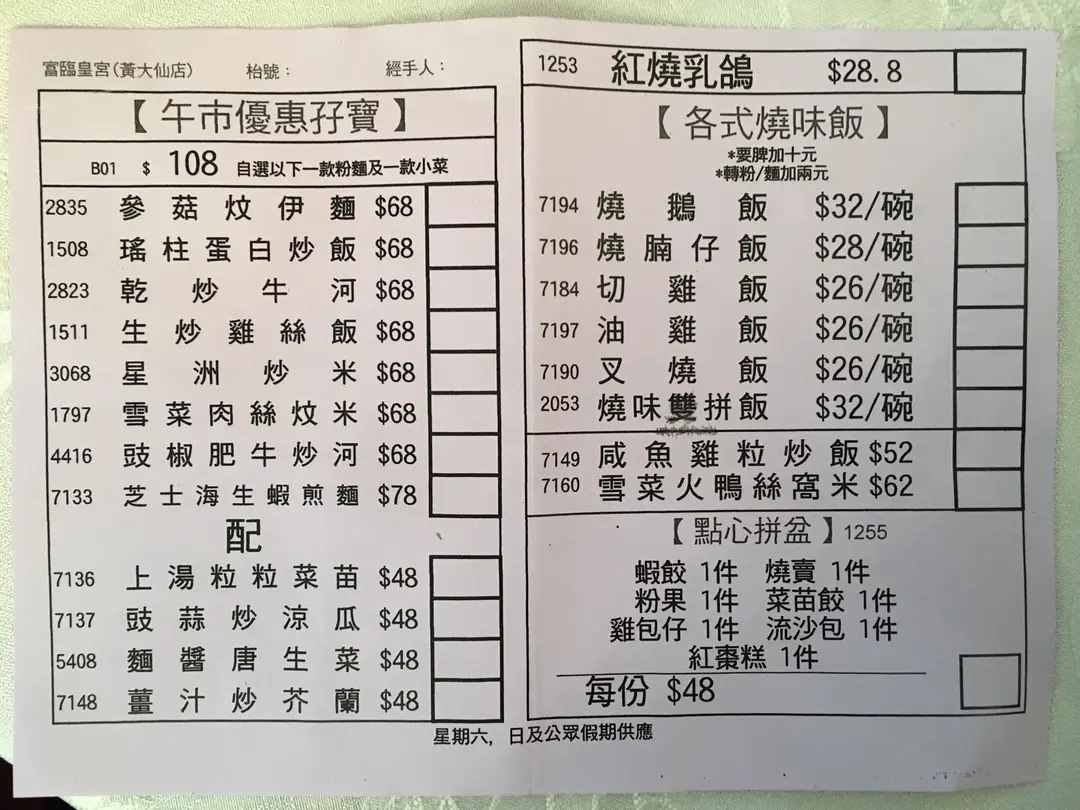 富臨皇宮(黃大仙店) 枱號： 經手人：
【午市優惠孖寶】
B01 $ 108 自選以下一款粉麵及一款小菜
2835 參菇炆伊麵 $68
1508 瑤柱蛋白炒飯 $68
2823 乾炒牛河 $68
1511 生炒雞絲飯 $68
3068 星洲炒米 $68
1797 雪菜肉絲炆米 $68
4416 豉椒肥牛炒河 $68
7133 芝士海生蝦煎麵 $78
配
7136 上湯粒粒菜苗 $48
7137 豉蒜炒涼瓜 $48
5408 麵醬唐生菜 $48
7148 薑汁炒芥蘭 $48
1253 紅燒乳鴿 $28.8
【各式燒味飯】
*要脾加十元
*轉粉/麵加兩元
7194 燒鵝飯 $32/碗
7196 燒腩仔飯 $28/碗
7184 切雞飯 $26/碗
7197 油雞飯 $26/碗
7190 叉燒飯 $26/碗
2053 燒味雙拼飯 $32/碗
7149 咸魚雞粒炒飯 $52
7160 雪菜火鴨絲窩米 $62
【點心拼盆】1255
蝦餃 1件 燒賣 1件
粉果 1件 菜苗餃 1件
雞包仔 1件 流沙包 1件
紅棗糕 1件
每份 $48
星期六, 日及公眾假期供應